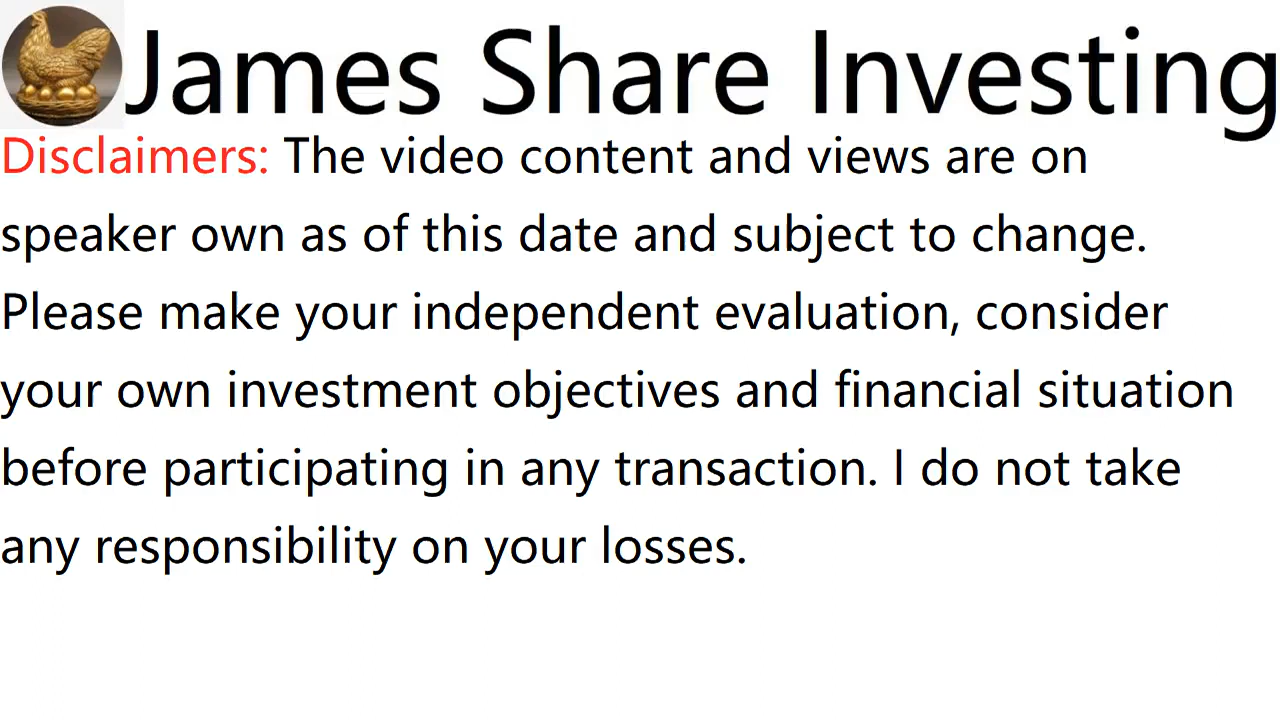 James Share Investing
Disclaimers: The video content and views are on
speaker own as of this date and subject to change.
Please make your independent evaluation, consider
your own investment objectives and financial situation
before participating in any transaction. I do not take
any responsibility on your losses.